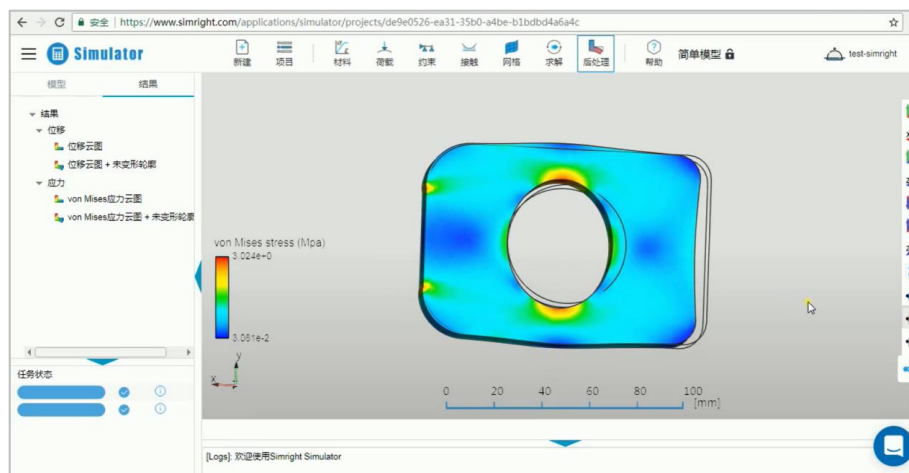 安全 | https://www.simright.com/applications/simulator/projects/de9e0526-ea31-35b0-a4be-b1bdbd4a6a4c
Simulator
新建 项目 材料 荷载 约束 接触 网格 求解 后处理 帮助 简单模型 test-simright
模型 结果
结果
位移
位移云图
位移云图 + 未变形轮廓
应力
von Mises应力云图
von Mises应力云图 + 未变形轮廓
von Mises stress (Mpa)
3.024e+0
3.061e-2
y
x
0 20 40 60 80 100
[mm]
任务状态
[Logs]: 欢迎使用Simright Simulator